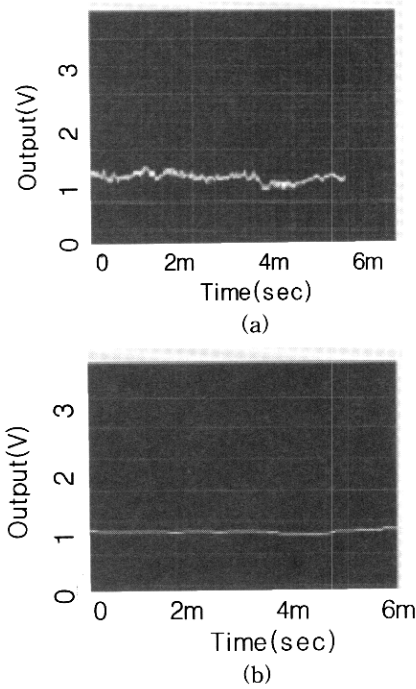 Output(V)
3
2
1
0
0 2m 4m 6m
Time(sec)
(a)
Output(V)
3
2
1
0
0 2m 4m 6m
Time(sec)
(b)